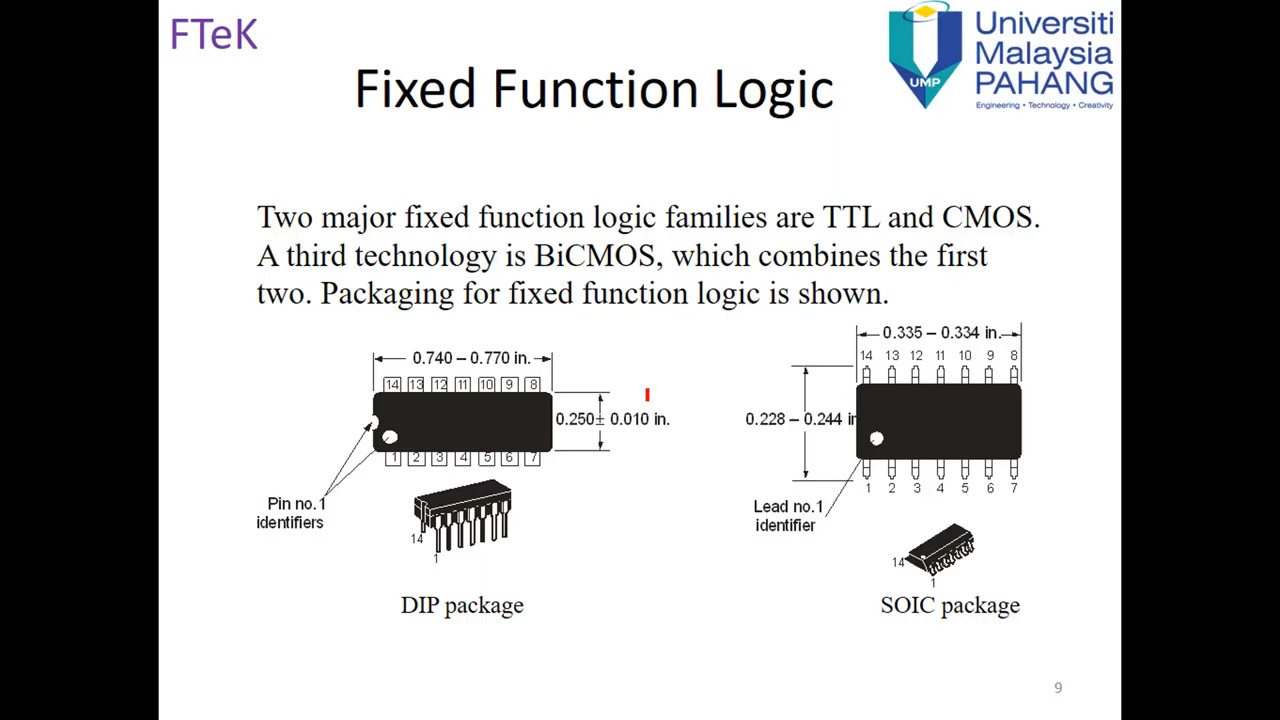 FTeK
Universiti
Malaysia
PAHANG
Engineering • Technology • Creativity
UMP
Fixed Function Logic
Two major fixed function logic families are TTL and CMOS.
A third technology is BiCMOS, which combines the first
two. Packaging for fixed function logic is shown.
0.740 – 0.770 in.
14 13 12 11 10 9 8
0.250± 0.010 in.
1 2 3 4 5 6 7
Pin no.1
identifiers
14
1
DIP package
0.335 – 0.334 in.
14 13 12 11 10 9 8
0.228 – 0.244 in
1 2 3 4 5 6 7
Lead no.1
identifier
14
1
SOIC package
9